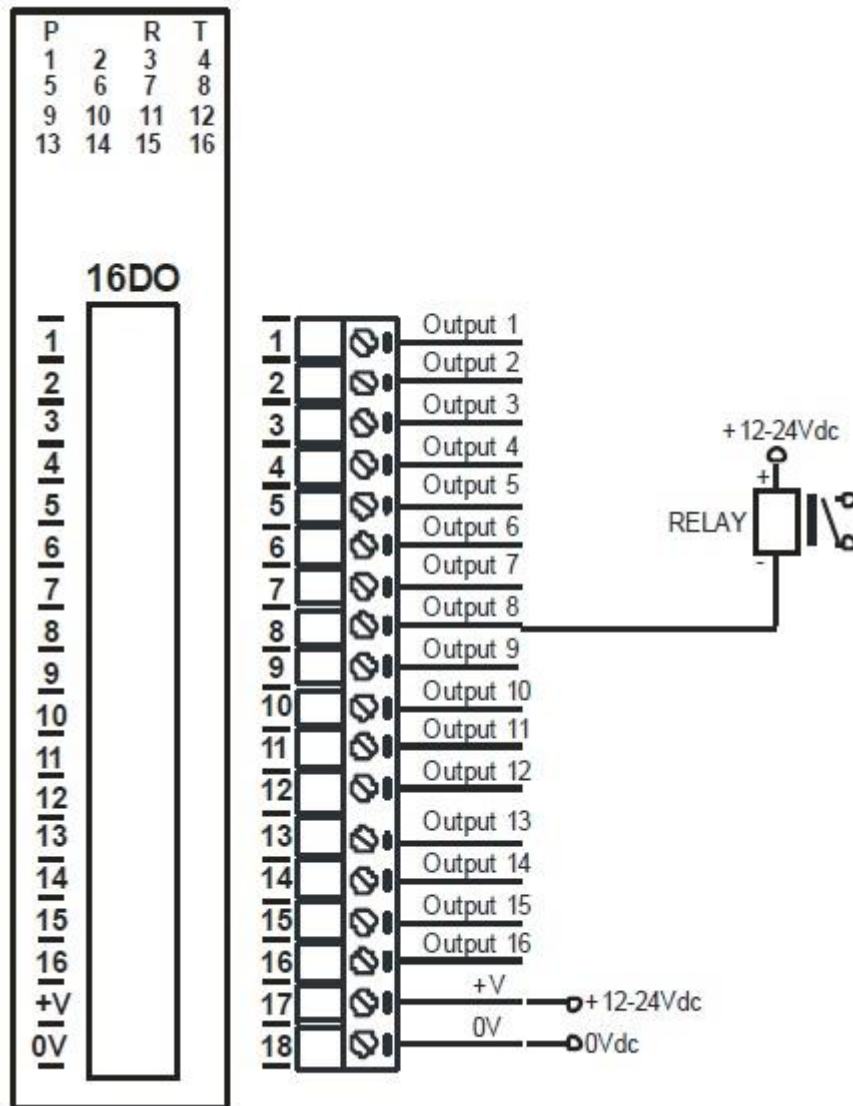 P R T
1 2 3 4
5 6 7 8
9 10 11 12
13 14 15 16
16DO
1
2
3
4
5
6
7
8
9
10
11
12
13
14
15
16
+V
0V
1 Output 1
2 Output 2
3 Output 3
4 Output 4
5 Output 5
6 Output 6
7 Output 7
8 Output 8
9 Output 9
10 Output 10
11 Output 11
12 Output 12
13 Output 13
14 Output 14
15 Output 15
16 Output 16
17 +V +12-24Vdc
18 0V 0Vdc
+12-24Vdc
+
RELAY
-